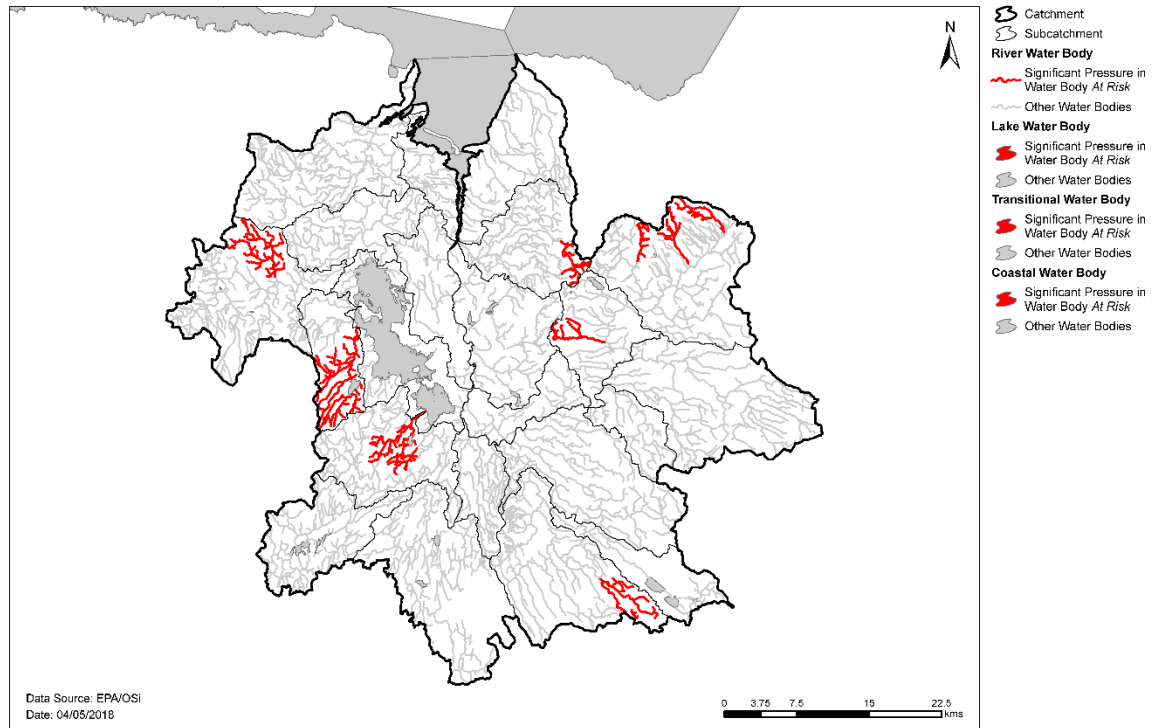 N
Catchment
Subcatchment
River Water Body
Significant Pressure in
Water Body At Risk
Other Water Bodies
Lake Water Body
Significant Pressure in
Water Body At Risk
Other Water Bodies
Transitional Water Body
Significant Pressure in
Water Body At Risk
Other Water Bodies
Coastal Water Body
Significant Pressure in
Water Body At Risk
Other Water Bodies
Data Source: EPA/OSi
Date: 04/05/2018
0 3.75 7.5 15 22.5
kms